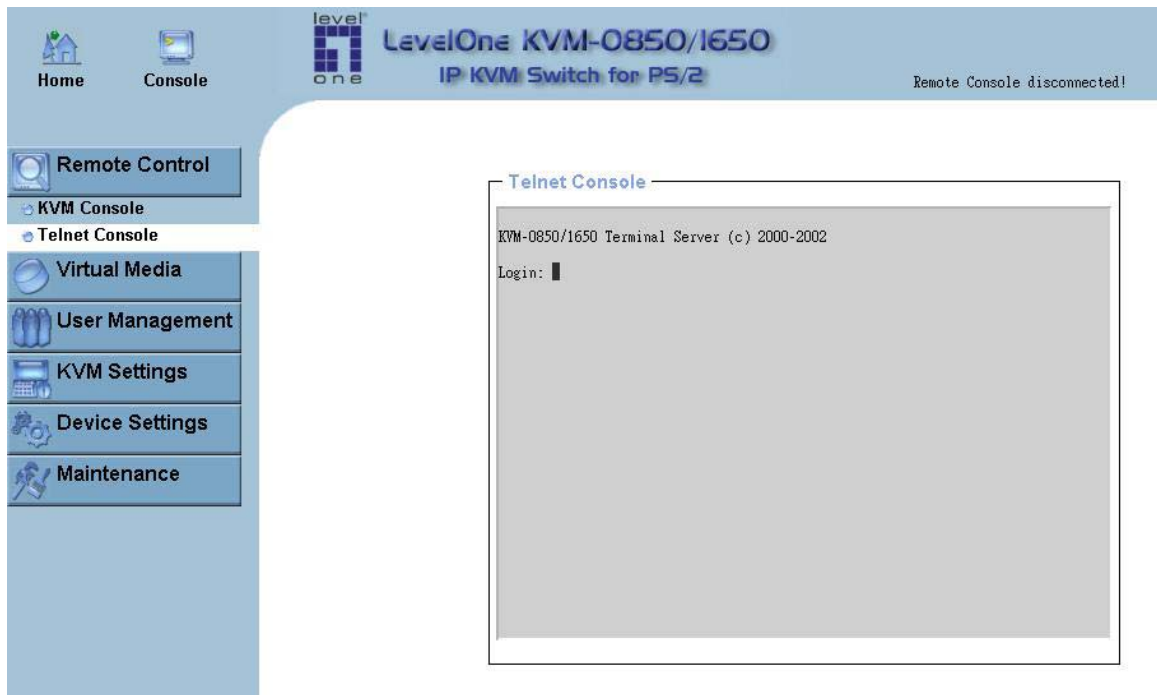 level
one
LevelOne KVM-0850/1650
IP KVM Switch for PS/2
Home
Console
Remote Console disconnected!
Remote Control
KVM Console
Telnet Console
Virtual Media
User Management
KVM Settings
Device Settings
Maintenance
Telnet Console
KVM-0850/1650 Terminal Server (c) 2000-2002
Login: